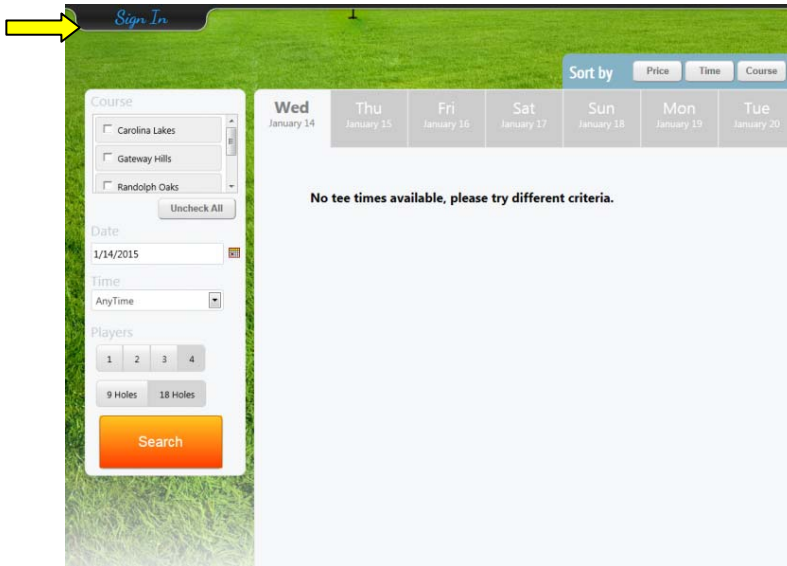 Sign In
Sort by Price Time Course
Course
Carolina Lakes
Gateway Hills
Randolph Oaks
Uncheck All
Date
1/14/2015
Time
AnyTime
Players
1 2 3 4
9 Holes 18 Holes
Search
Wed Thu Fri Sat Sun Mon Tue
January 14 January 15 January 16 January 17 January 18 January 19 January 20
No tee times available, please try different criteria.